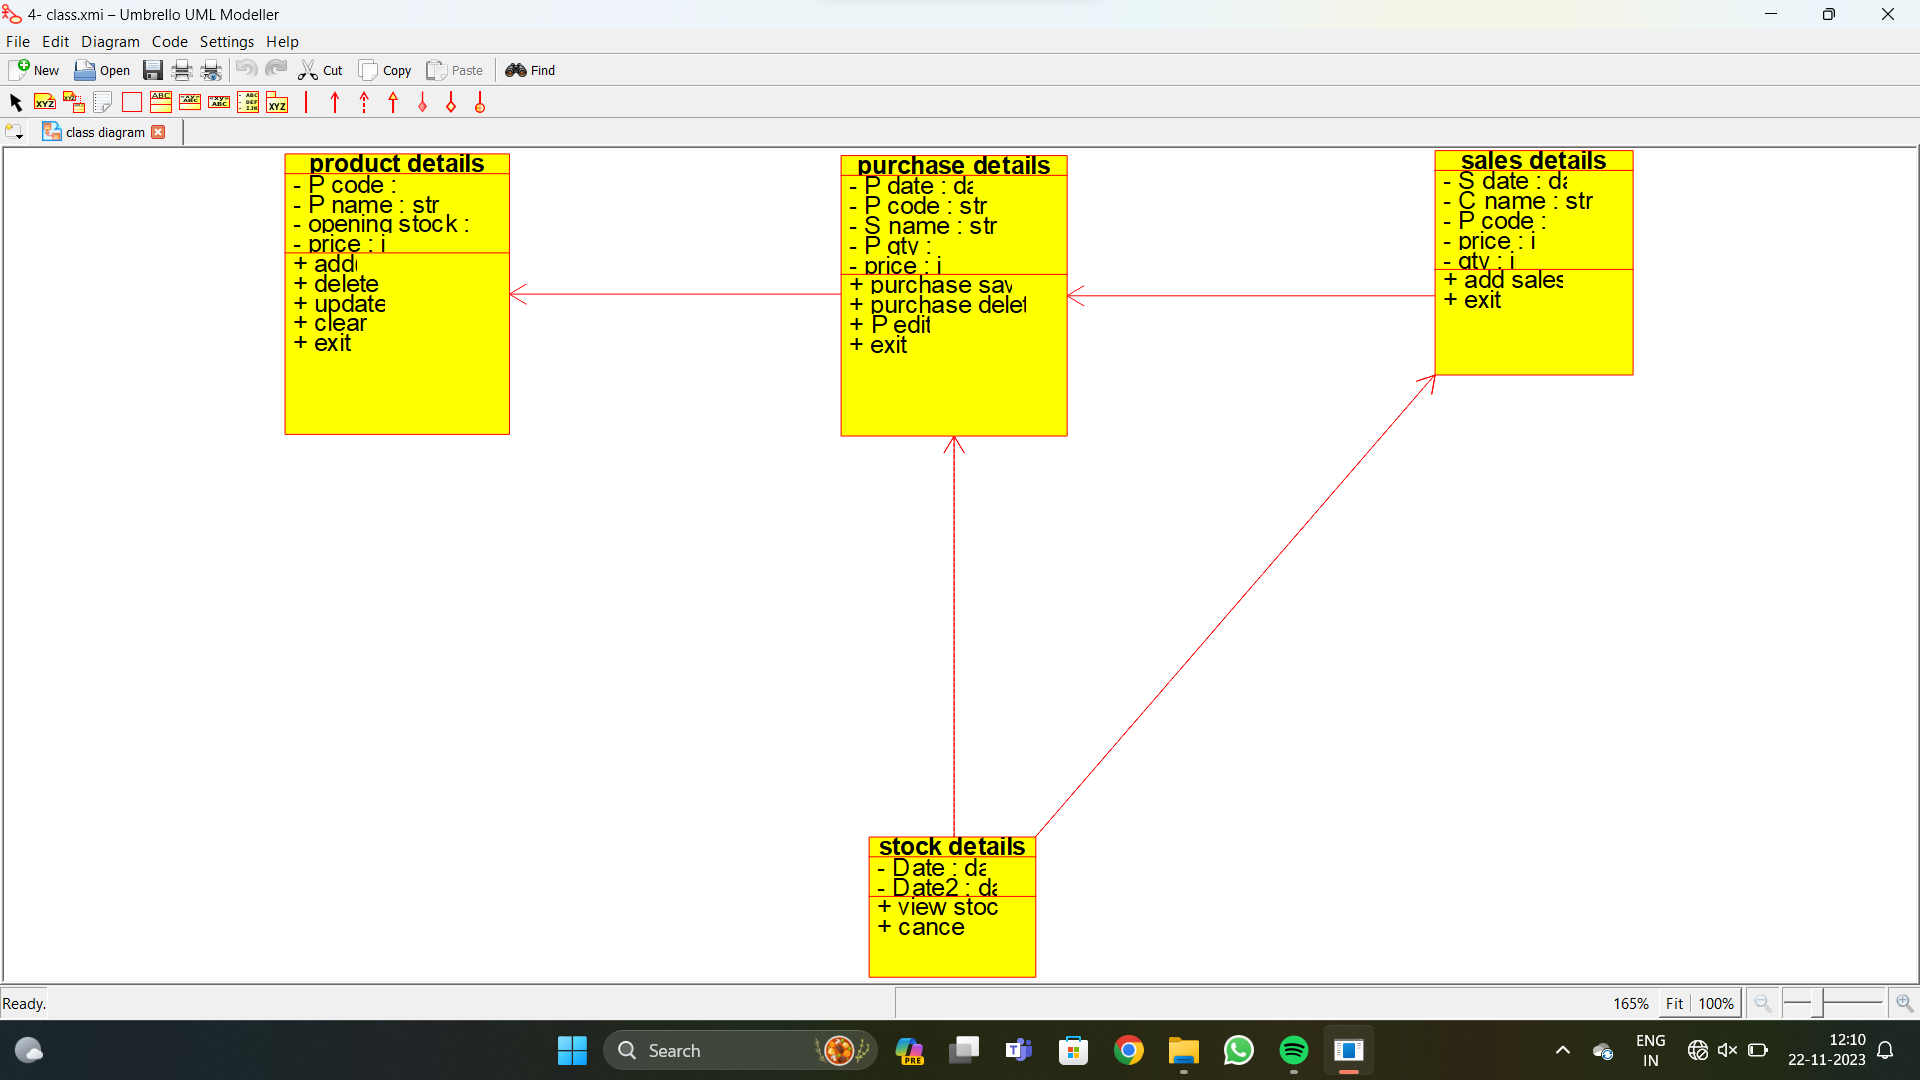 4- class.xmi – Umbrello UML Modeller
File Edit Diagram Code Settings Help
New Open Cut Copy Paste Find
class diagram
product details
- P code :
- P name : str
- opening stock :
- price : i
+ add(
+ delete
+ update
+ clear
+ exit
purchase details
- P date : da
- P code : str
- S name : str
- P qty :
- price : i
+ purchase sav
+ purchase delet
+ P edit
+ exit
sales details
- S date : da
- C name : str
- P code :
- price : i
- qty : i
+ add sales
+ exit
stock details
- Date : da
- Date2 : da
+ view stoc
+ cance
Ready.
165% Fit 100%
Search
PRE
ENG
IN
12:10
22-11-2023